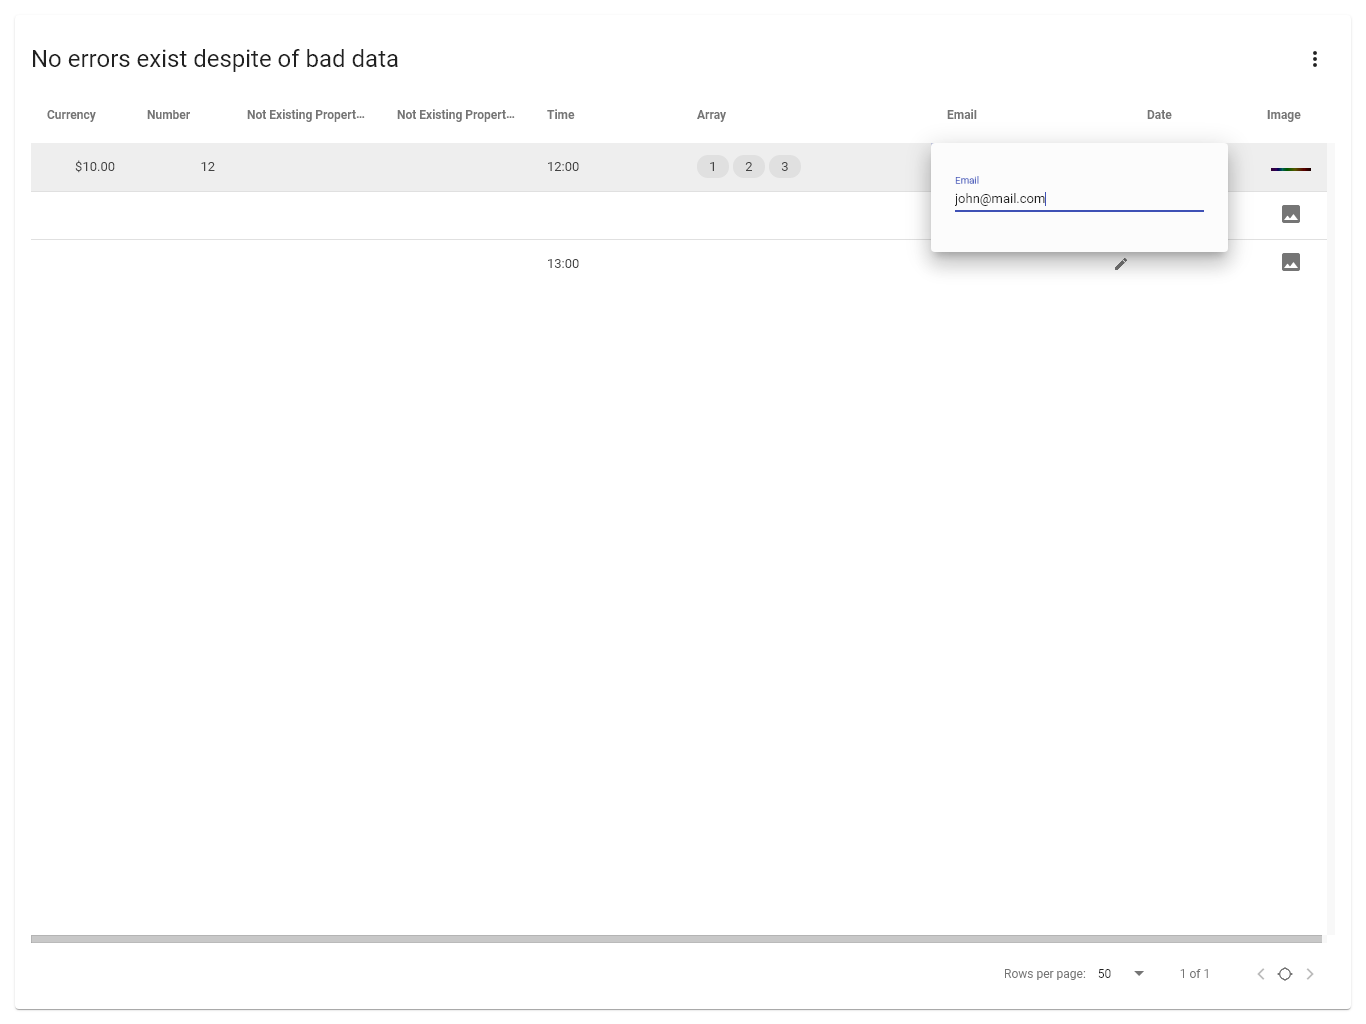 No errors exist despite of bad data
Currency Number Not Existing Propert... Not Existing Propert... Time Array Email Date Image
$10.00 12 12:00 1 2 3
Email
john@mail.com
13:00
Rows per page: 50 1 of 1